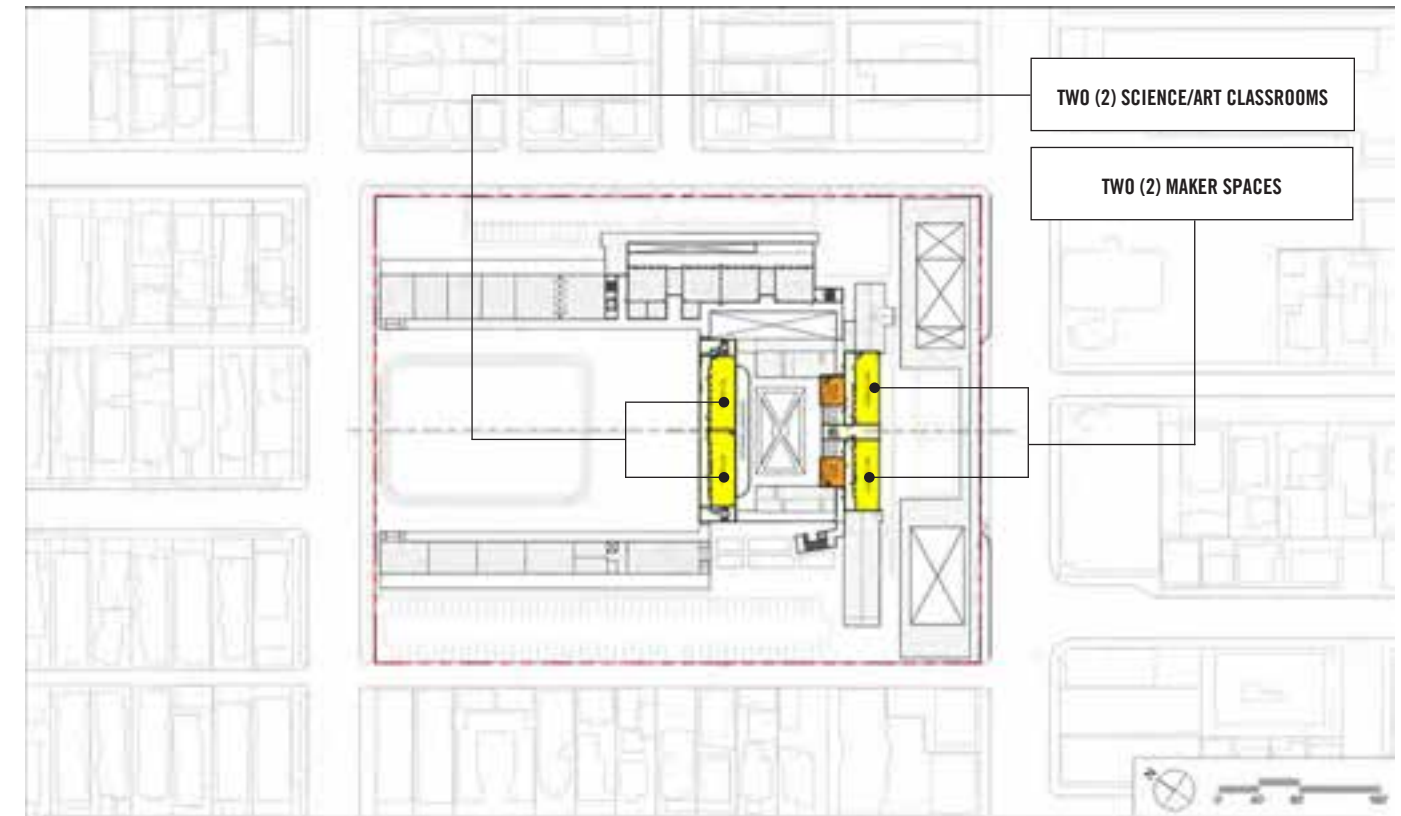 TWO (2) SCIENCE/ART CLASSROOMS
TWO (2) MAKER SPACES